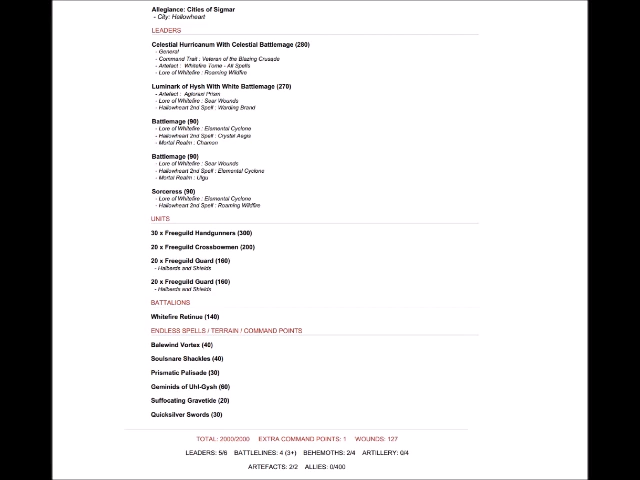 Allegiance: Cities of Sigmar
- City: Hallowheart
LEADERS
Celestial Hurricanum With Celestial Battlemage (280)
- General
- Command Trait : Veteran of the Blazing Crusade
- Artefact : Whitefire Tome - All Spells
- Lore of Whitefire : Roaming Wildfire
Luminark of Hysh With White Battlemage (270)
- Artefact : Agloraxi Prism
- Lore of Whitefire : Sear Wounds
- Hallowheart 2nd Spell : Warding Brand
Battlemage (90)
- Lore of Whitefire : Elemental Cyclone
- Hallowheart 2nd Spell : Crystal Aegis
- Mortal Realm : Chamon
Battlemage (90)
- Lore of Whitefire : Sear Wounds
- Hallowheart 2nd Spell : Elemental Cyclone
- Mortal Realm : Ulgu
Sorceress (90)
- Lore of Whitefire : Elemental Cyclone
- Hallowheart 2nd Spell : Roaming Wildfire
UNITS
30 x Freeguild Handgunners (300)
20 x Freeguild Crossbowmen (200)
20 x Freeguild Guard (160)
- Halberds and Shields
20 x Freeguild Guard (160)
- Halberds and Shields
BATTALIONS
Whitefire Retinue (140)
ENDLESS SPELLS / TERRAIN / COMMAND POINTS
Balewind Vortex (40)
Soulsnare Shackles (40)
Prismatic Palisade (30)
Geminids of Uhl-Gysh (60)
Suffocating Gravetide (20)
Quicksilver Swords (30)
TOTAL: 2000/2000 EXTRA COMMAND POINTS: 1 WOUNDS: 127
LEADERS: 5/6 BATTLELINES: 4 (3+) BEHEMOTHS: 2/4 ARTILLERY: 0/4
ARTEFACTS: 2/2 ALLIES: 0/400